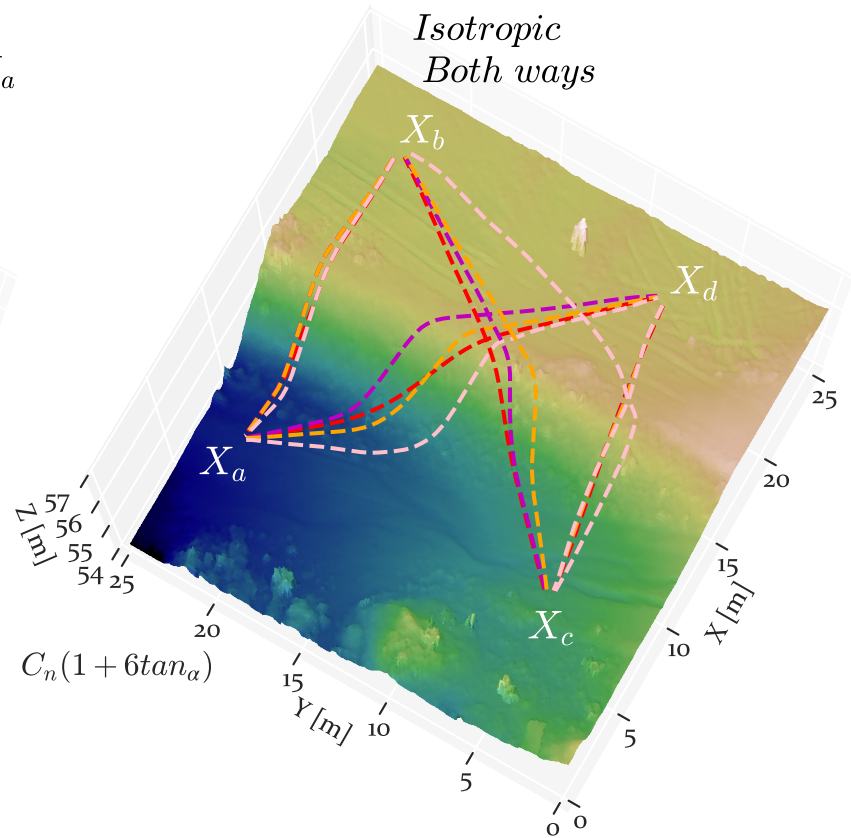 Isotropic
Both ways
a
X_b
X_d
X_a
X_c
57
56
55
54
Z [m]
25
20
15
10
5
0
Y [m]
C_n(1 + 6tan_α)
25
20
15
10
5
0
X [m]